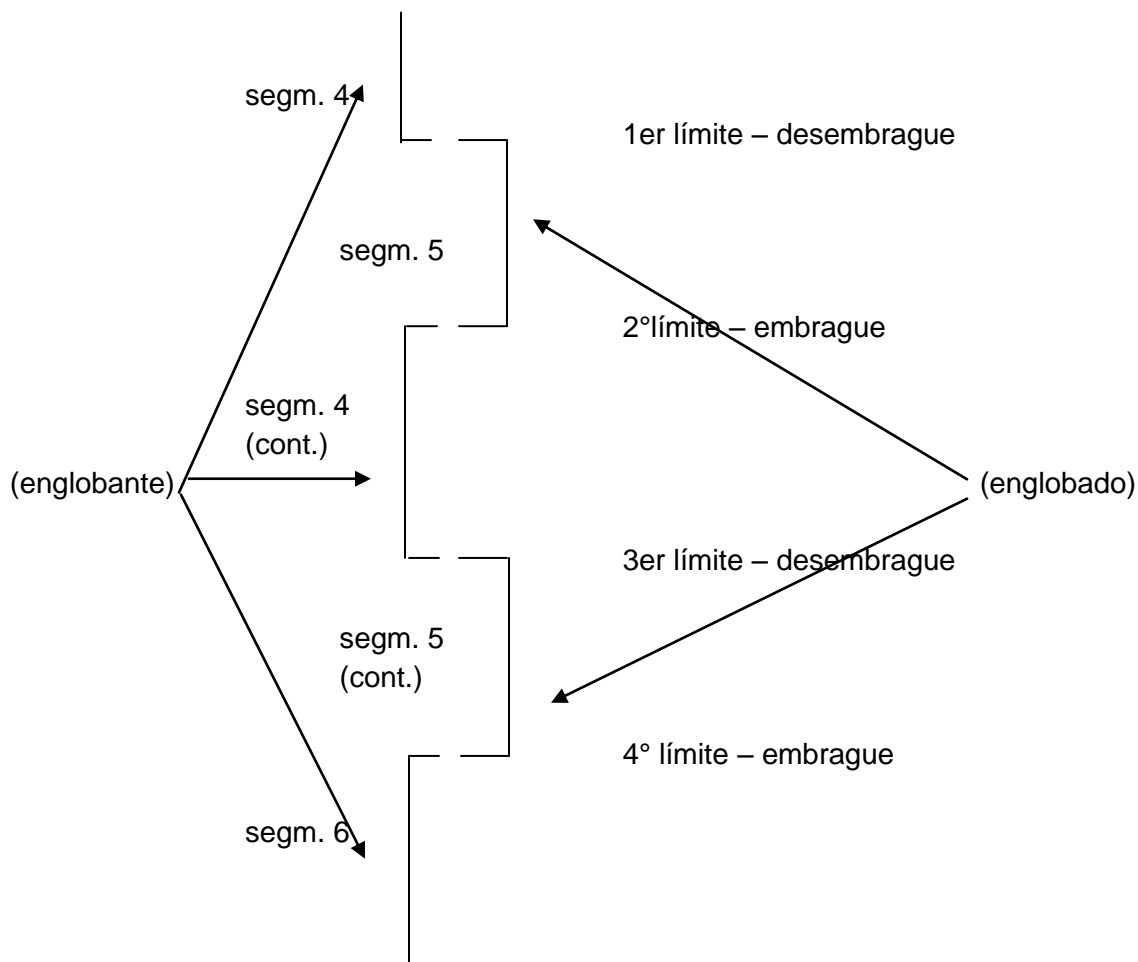 segm. 4
1er límite – desembrague
segm. 5
2°límite – embrague
segm. 4
(cont.)
(englobante)
(englobado)
3er límite – desembrague
segm. 5
(cont.)
4° límite – embrague
segm. 6